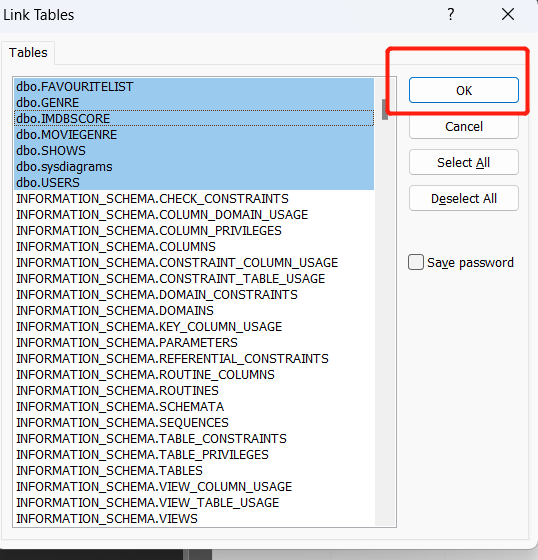 Link Tables
?
Tables
dbo.FAVOURITELIST
dbo.GENRE
dbo.IMDBSCORE
dbo.MOVIEGENRE
dbo.SHOWS
dbo.sysdiagrams
dbo.USERS
INFORMATION_SCHEMA.CHECK_CONSTRAINTS
INFORMATION_SCHEMA.COLUMN_DOMAIN_USAGE
INFORMATION_SCHEMA.COLUMN_PRIVILEGES
INFORMATION_SCHEMA.COLUMNS
INFORMATION_SCHEMA.CONSTRAINT_COLUMN_USAGE
INFORMATION_SCHEMA.CONSTRAINT_TABLE_USAGE
INFORMATION_SCHEMA.DOMAIN_CONSTRAINTS
INFORMATION_SCHEMA.DOMAINS
INFORMATION_SCHEMA.KEY_COLUMN_USAGE
INFORMATION_SCHEMA.PARAMETERS
INFORMATION_SCHEMA.REFERENTIAL_CONSTRAINTS
INFORMATION_SCHEMA.ROUTINE_COLUMNS
INFORMATION_SCHEMA.ROUTINES
INFORMATION_SCHEMA.SCHEMATA
INFORMATION_SCHEMA.SEQUENCES
INFORMATION_SCHEMA.TABLE_CONSTRAINTS
INFORMATION_SCHEMA.TABLE_PRIVILEGES
INFORMATION_SCHEMA.TABLES
INFORMATION_SCHEMA.VIEW_COLUMN_USAGE
INFORMATION_SCHEMA.VIEW_TABLE_USAGE
INFORMATION_SCHEMA.VIEWS
OK
Cancel
Select All
Deselect All
Save password